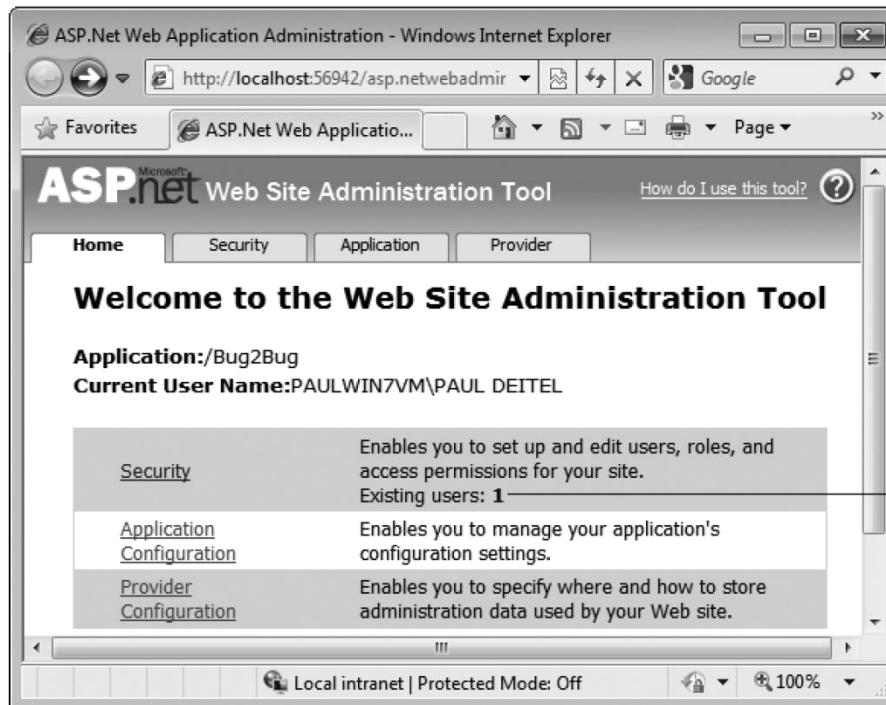 ASP.Net Web Application Administration - Windows Internet Explorer
http://localhost:56942/asp.netwebadmir
Google
Favorites
ASP.Net Web Applicatio...
Page
»
Microsoft
ASP.net Web Site Administration Tool
How do I use this tool? ?
Home Security Application Provider
Welcome to the Web Site Administration Tool
Application:/Bug2Bug
Current User Name:PAULWIN7VM\PAUL DEITEL
Security
Enables you to set up and edit users, roles, and
access permissions for your site.
Existing users: 1
Application
Configuration
Enables you to manage your application's
configuration settings.
Provider
Configuration
Enables you to specify where and how to store
administration data used by your Web site.
Local intranet | Protected Mode: Off
100%